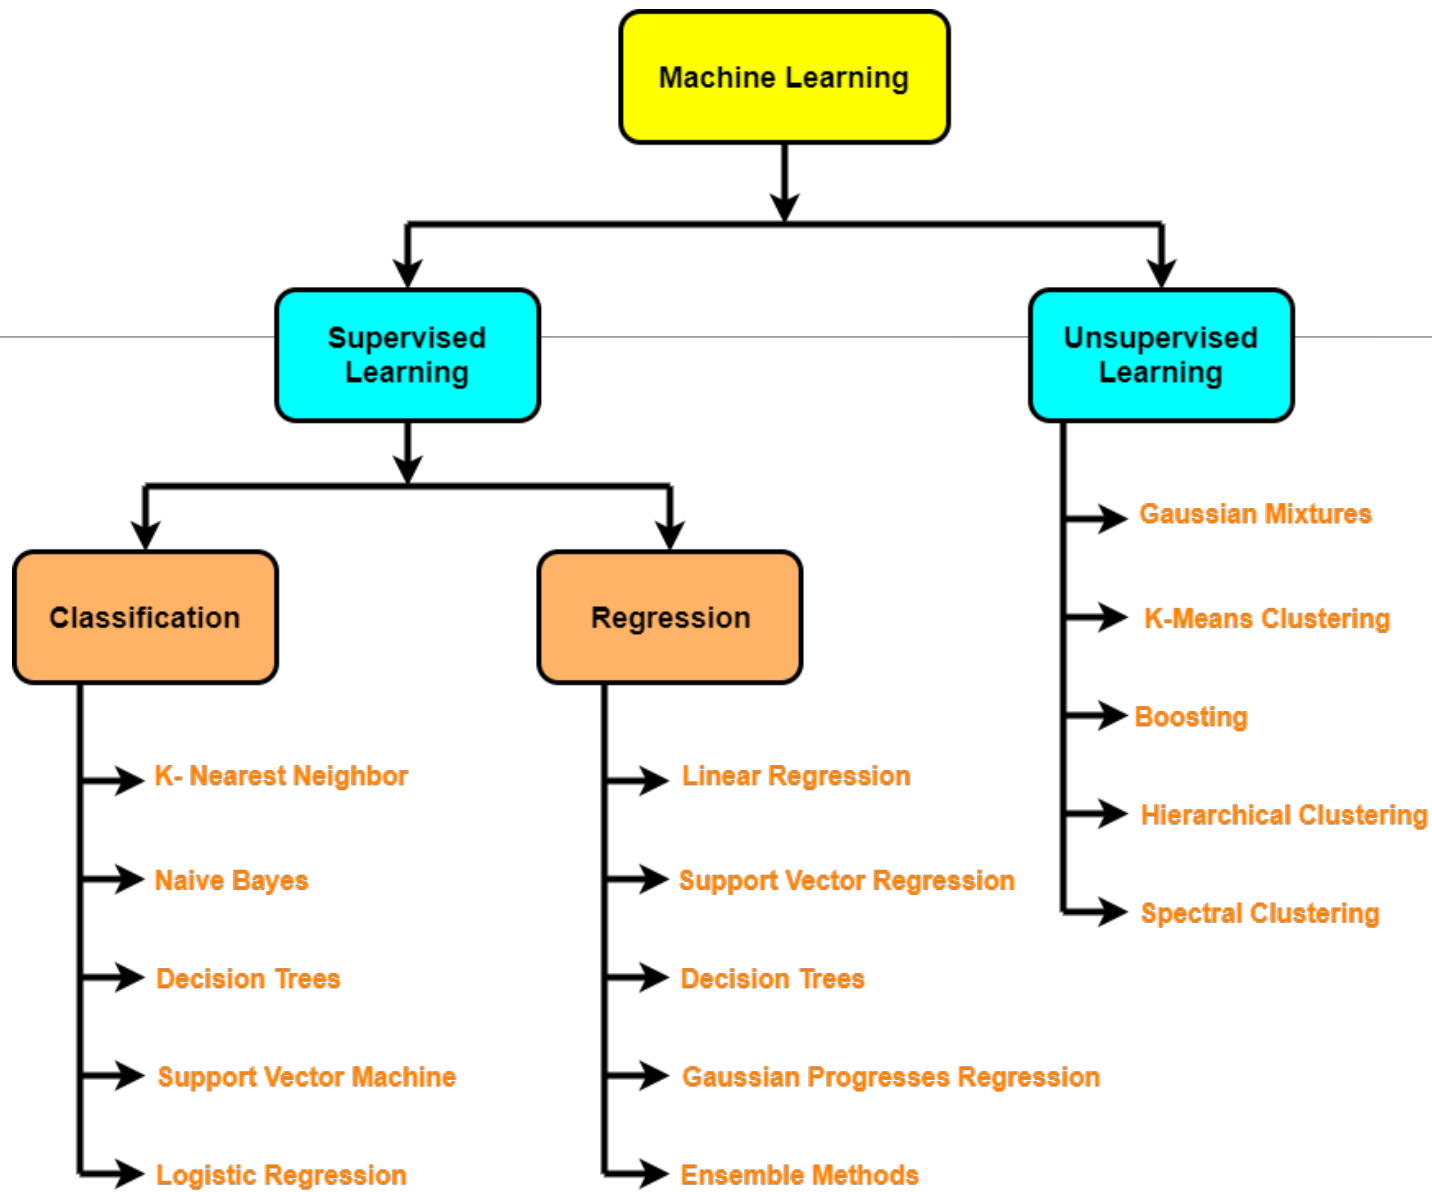 Machine Learning
Supervised
Learning
Unsupervised
Learning
Classification
Regression
K- Nearest Neighbor
Naive Bayes
Decision Trees
Support Vector Machine
Logistic Regression
Linear Regression
Support Vector Regression
Decision Trees
Gaussian Progresses Regression
Ensemble Methods
Gaussian Mixtures
K-Means Clustering
Boosting
Hierarchical Clustering
Spectral Clustering